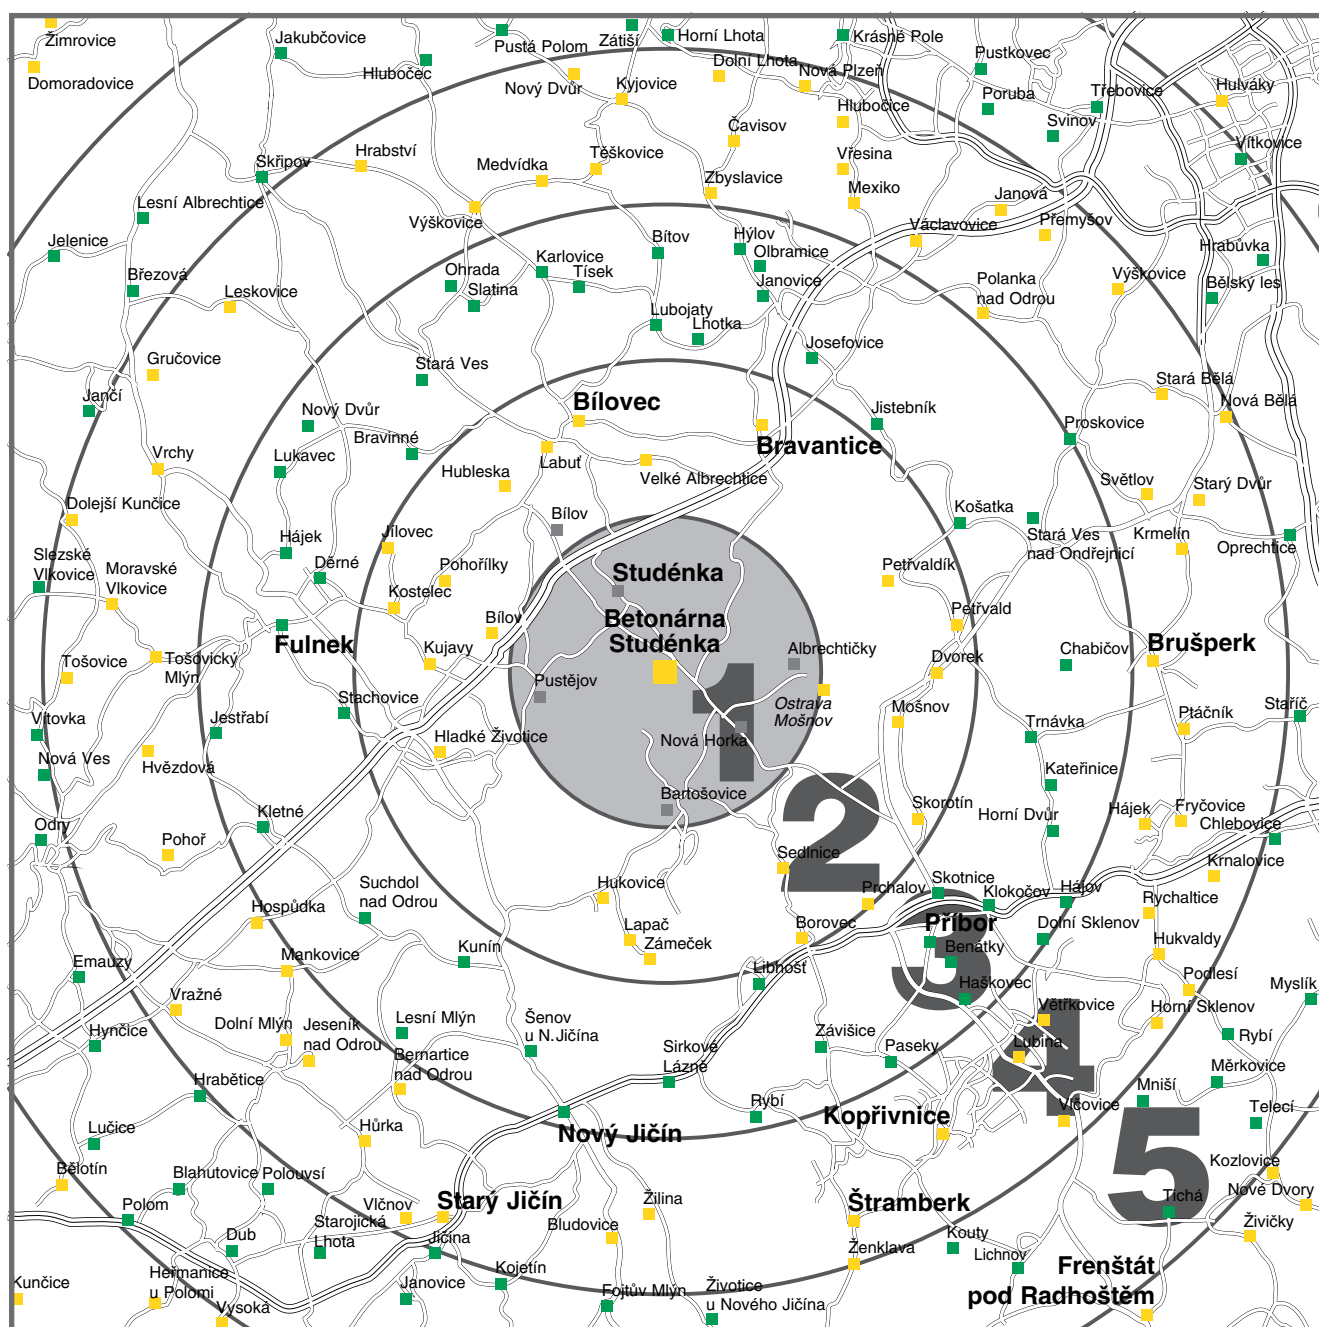 Žimrovice
Domoradovice
Jakubčovice
Hlubočec
Pustá Polom
Zátiší
Horní Lhota
Krásné Pole
Pustkovec
Dolní Lhota
Nová Plzeň
Nový Dvůr
Kyjovice
Hlubočice
Poruba
Třebovice
Hulváky
Svinov
Čavisov
Vítkovice
Skřipov
Hrabství
Medvídka
Těškovice
Zbyslavice
Vřesina
Mexiko
Janová
Lesní Albrechtice
Výškovice
Václavovice
Přemyšov
Jelenice
Bítov
Hýlov
Olbramice
Hrabůvka
Březová
Leskovice
Ohrada
Slatina
Karlovice
Tísek
Janovice
Polanka
nad Odrou
Výškovice
Bělský les
Lubojaty
Lhotka
Josefovice
Gručovice
Stará Ves
Stará Bělá
Jančí
Nový Dvůr
Bílovec
Jistebník
Nová Bělá
Bravinné
Proskovice
Bravantice
Vrchy
Lukavec
Hubleska
Labuť
Velké Albrechtice
Světlov
Starý Dvůr
Dolejší Kunčice
Bílov
Košatka
Stará Ves
nad Ondřejnicí
Krmelín
Oprechtice
Hájek
Jílovec
Slezské
Vlkovice
Moravské
Vlkovice
Děrné
Pohořílky
Studénka
Petřvaldík
Kostelec
Bílov
Betonárna
Studénka
Petřvald
Fulnek
Kujavy
Albrechtičky
Dvorek
Chabičov
Brušperk
Tošovice
Tošovický
Mlýn
Pustějov
1
Ostrava
Mošnov
Mošnov
Stachovice
Vítovka
Jestřabí
Trnávka
Ptáčník
Staříč
Nová Ves
Hvězdová
Hladké Životice
Nová Horka
Kateřinice
Bartošovice
2
Skorotín
Horní Dvůr
Hájek
Fryčovice
Chlebovice
Odry
Kletné
Pohoř
Sedlnice
Krnalovice
Suchdol
nad Odrou
Hukovice
Prchalov
Skotnice
Klokočov
Hájov
Rychaltice
Hospůdka
Lapač
Zámeček
Borovec
Příbor
Dolní Sklenov
Kunín
3
Benátky
Hukvaldy
Emauzy
Mankovice
Libhošť
Haškovec
Podlesí
Myslík
Vražné
Větrkovice
Horní Sklenov
Dolní Mlýn
Jeseník
nad Odrou
Lesní Mlýn
Šenov
u N.Jičína
Závišice
4
Hynčice
Bernartice
nad Odrou
Sirkové
Lázně
Paseky
Lubina
Rybí
Měrkovice
Hrabětice
Rybí
Kopřivnice
Vlčovice
Mniší
Telecí
Lučice
Hůrka
Nový Jičín
5
Bělotín
Blahutovice
Polouvsí
Kozlovice
Polom
Vlčnov
Starý Jičín
Žilina
Štramberk
Tichá
Nové Dvory
Dub
Starojická
Lhota
Jičina
Bludovice
Kouty
Živičky
Ženklava
Lichnov
Kunčice
Heřmanice
u Polomi
Janovice
Kojetín
Fojtův Mlýn
Životice
u Nového Jičína
Frenštát
pod Radhoštěm
Vysoká